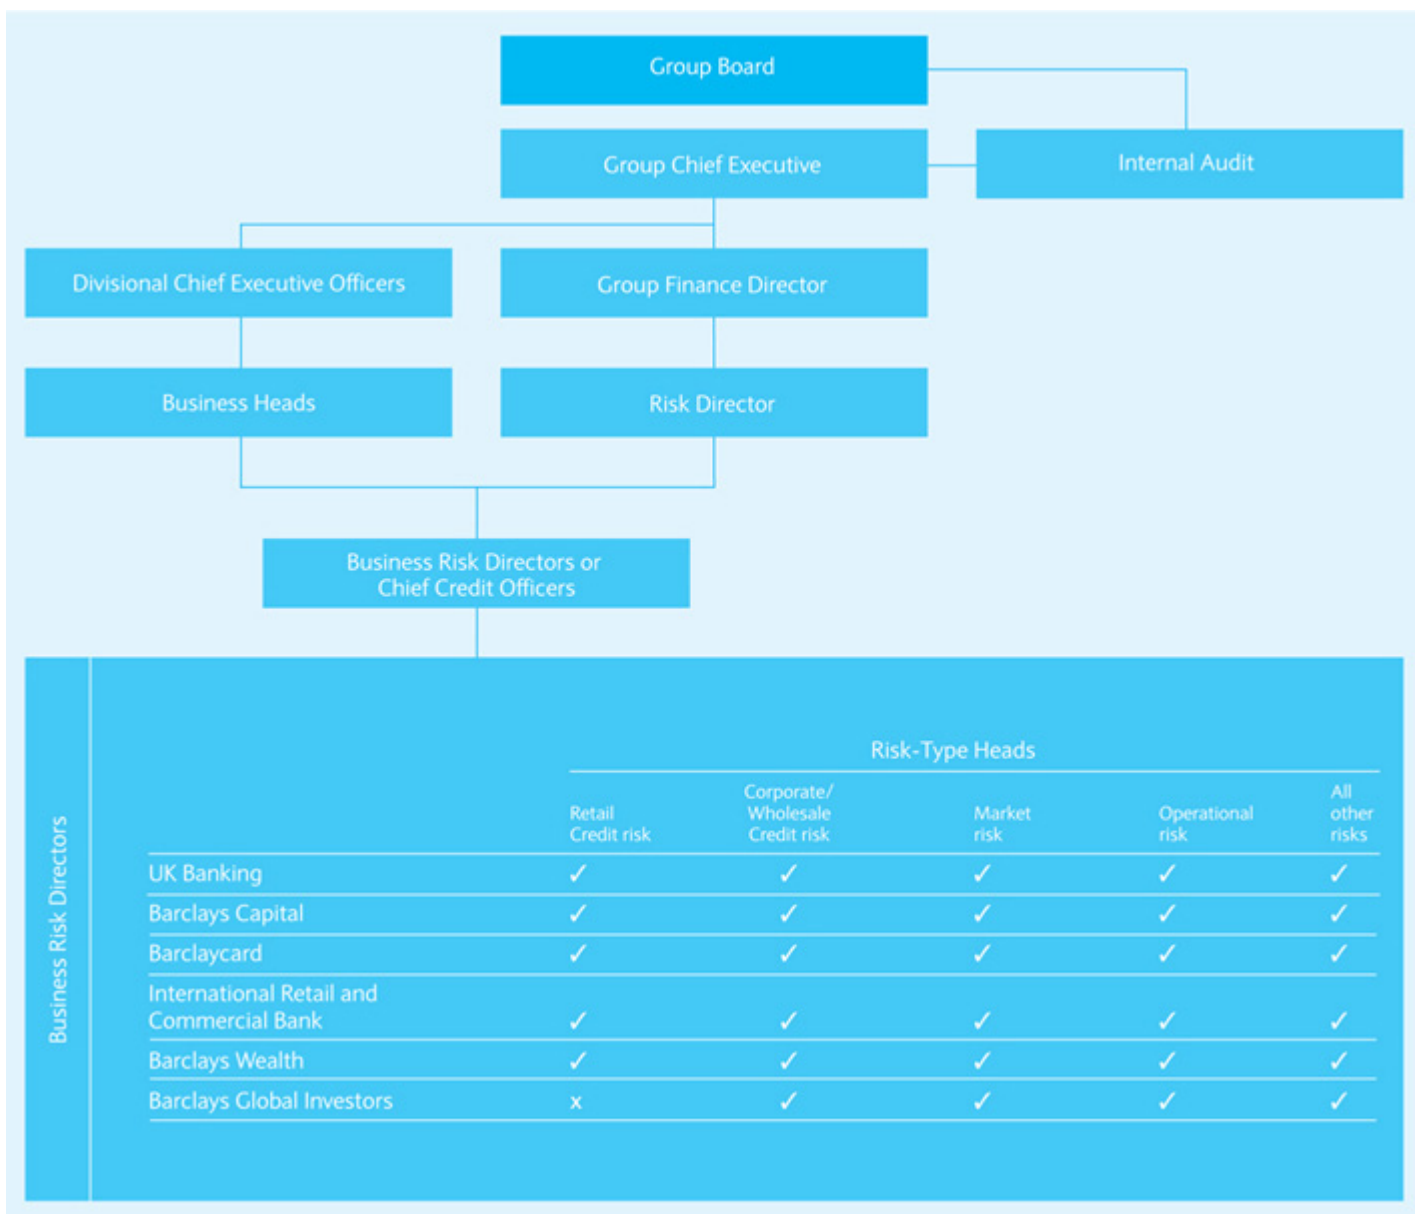 Group Board
Group Chief Executive
Internal Audit
Divisional Chief Executive Officers
Group Finance Director
Business Heads
Risk Director
Business Risk Directors or
Chief Credit Officers
Business Risk Directors
Risk-Type Heads
Retail
Credit risk
Corporate/
Wholesale
Credit risk
Market
risk
Operational
risk
All
other
risks
UK Banking ✓ ✓ ✓ ✓ ✓
Barclays Capital ✓ ✓ ✓ ✓ ✓
Barclaycard ✓ ✓ ✓ ✓ ✓
International Retail and
Commercial Bank ✓ ✓ ✓ ✓ ✓
Barclays Wealth ✓ ✓ ✓ ✓ ✓
Barclays Global Investors x ✓ ✓ ✓ ✓